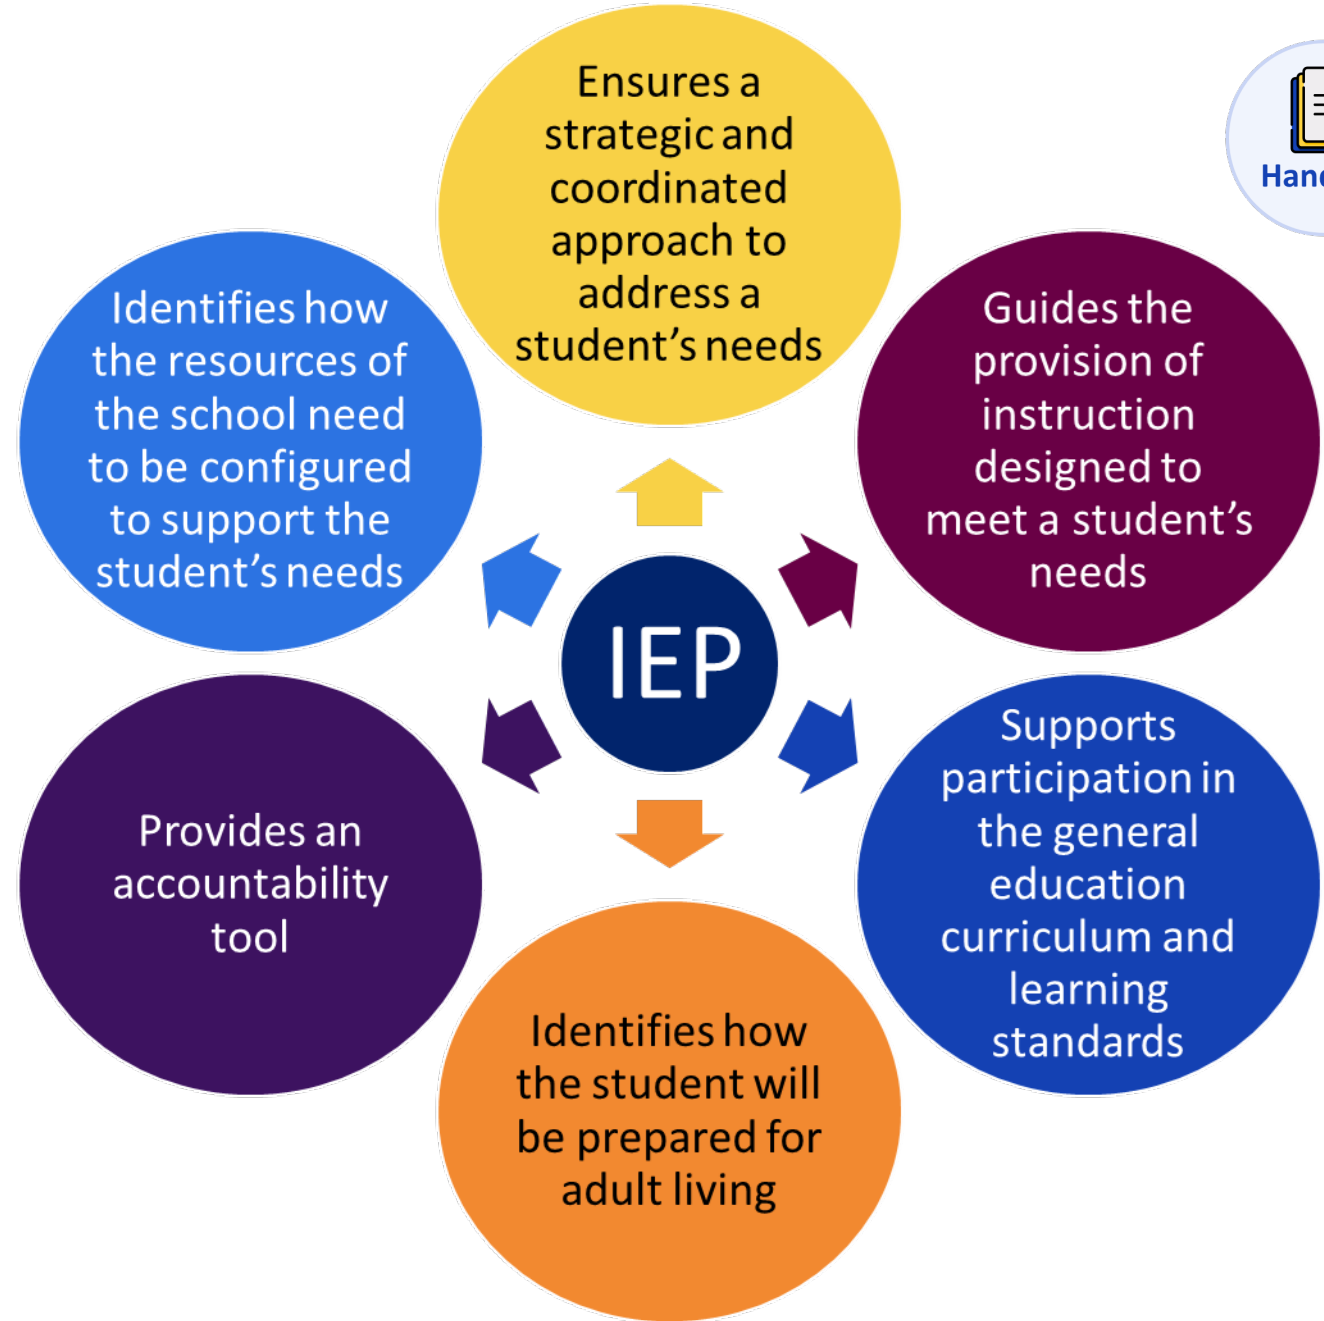 Ensures a
strategic and
coordinated
approach to
address a
student’s needs
Guides the
provision of
instruction
designed to
meet a student’s
needs
Supports
participation in
the general
education
curriculum and
learning
standards
Identifies how
the student will
be prepared for
adult living
Provides an
accountability
tool
Identifies how
the resources of
the school need
to be configured
to support the
student’s needs
IEP